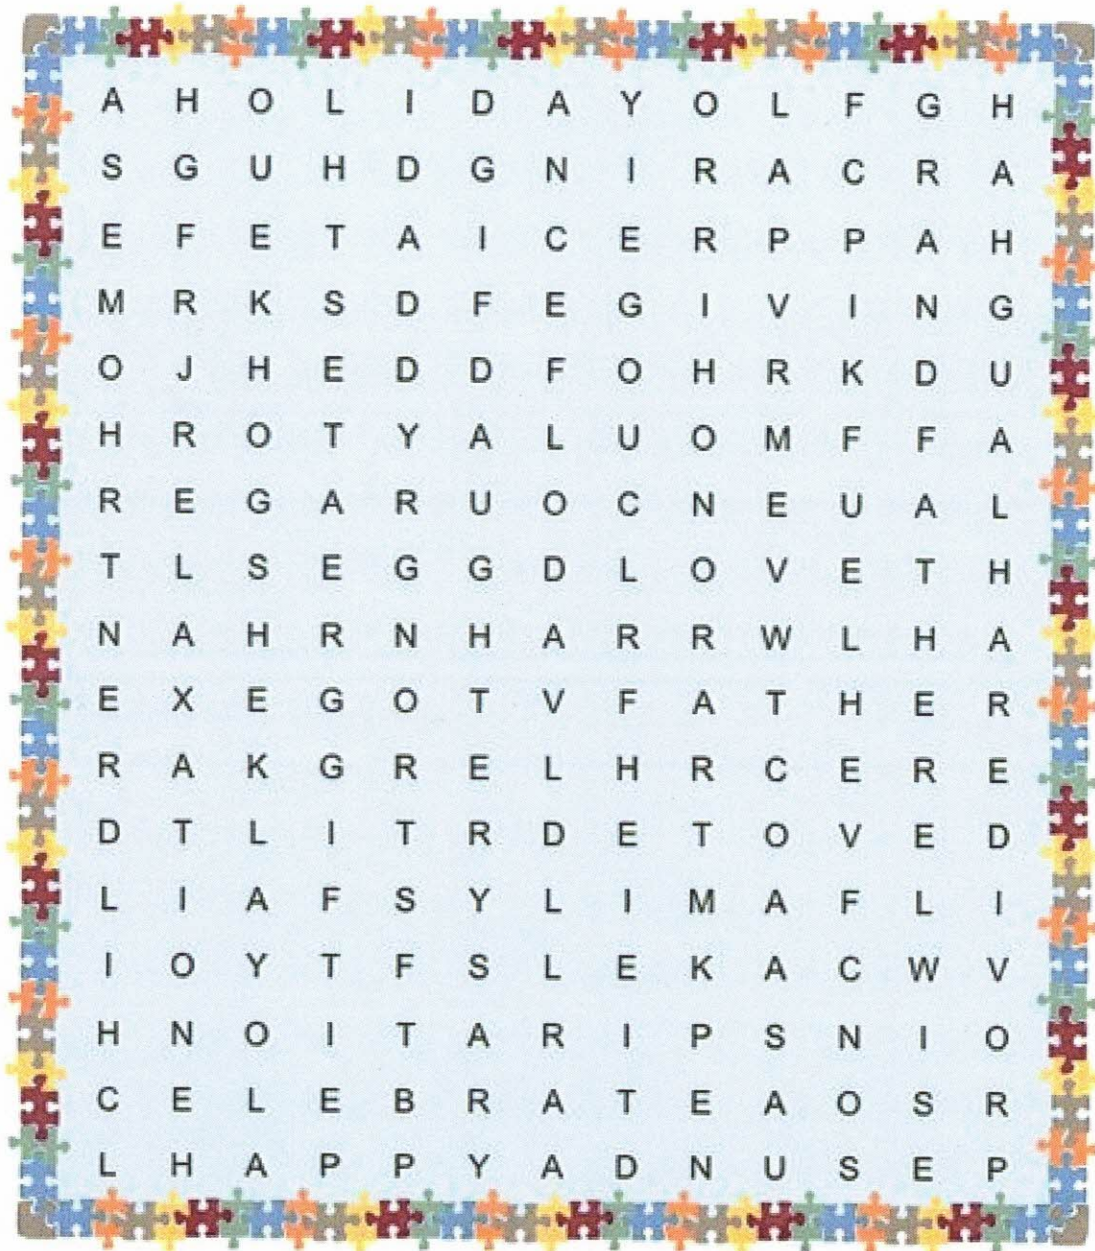 A H O L I D A Y O L F G H
S G U H D G N I R A C R A
E F E T A I C E R P P A H
M R K S D F E G I V I N G
O J H E D D F O H R K D U
H R O T Y A L U O M F F A
R E G A R U O C N E U A L
T L S E G G D L O V E T H
N A H R N H A R R W L H A
E X E G O T V F A T H E R
R A K G R E L H R C E R E
D T L I T R D E T O V E D
L I A F S Y L I M A F L I
I O Y T F S L E K A C W V
H N O I T A R I P S N I O
C E L E B R A T E A O S R
L H A P P Y A D N U S E P